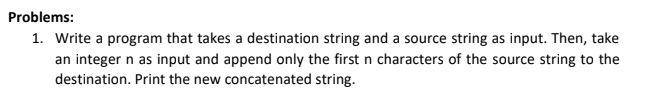 Problems:
1. Write a program that takes a destination string and a source string as input. Then, take
an integer n as input and append only the first n characters of the source string to the
destination. Print the new concatenated string.